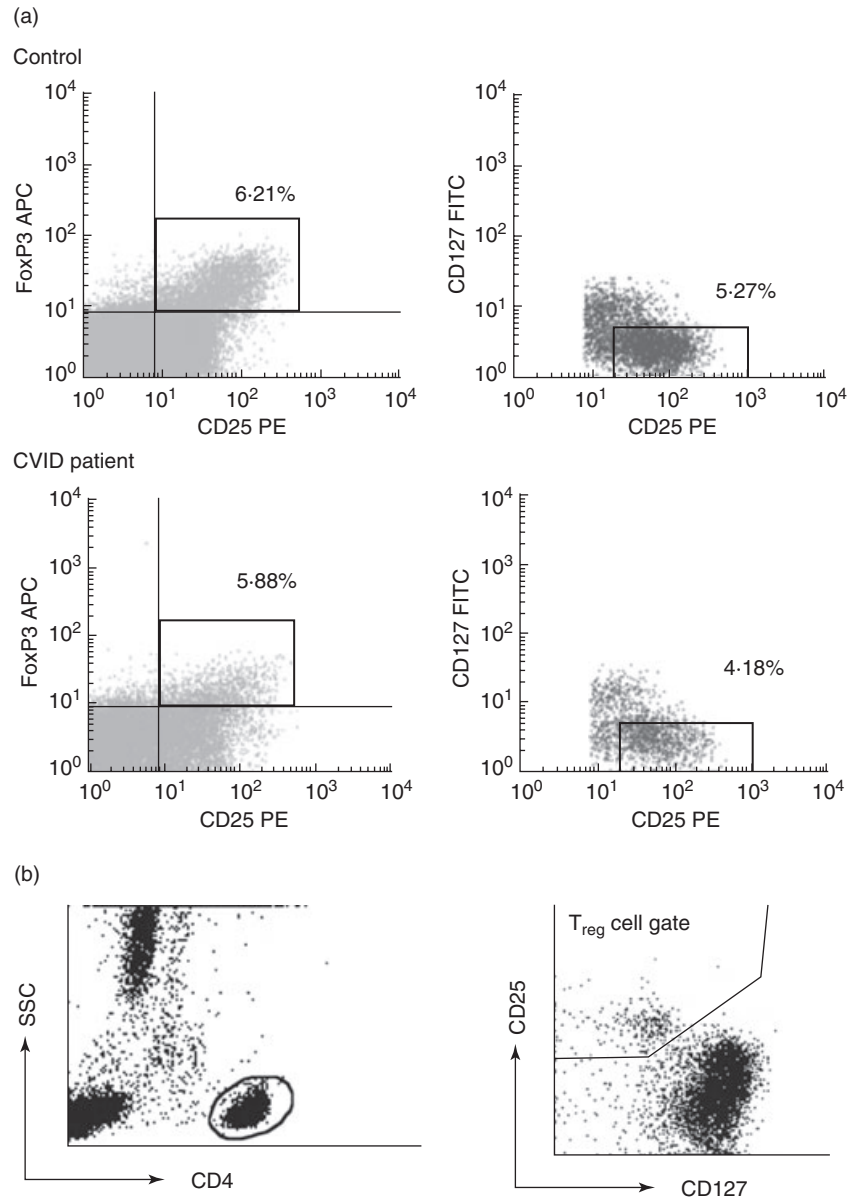 (a)
Control
10⁴
10³
10²
10¹
10⁰
FoxP3 APC
6·21%
10⁰ 10¹ 10² 10³ 10⁴
CD25 PE
10⁴
10³
10²
10¹
10⁰
CD127 FITC
5·27%
10⁰ 10¹ 10² 10³ 10⁴
CD25 PE
CVID patient
10⁴
10³
10²
10¹
10⁰
FoxP3 APC
5·88%
10⁰ 10¹ 10² 10³ 10⁴
CD25 PE
10⁴
10³
10²
10¹
10⁰
CD127 FITC
4·18%
10⁰ 10¹ 10² 10³ 10⁴
CD25 PE
(b)
SSC
CD4
Treg cell gate
CD25
CD127